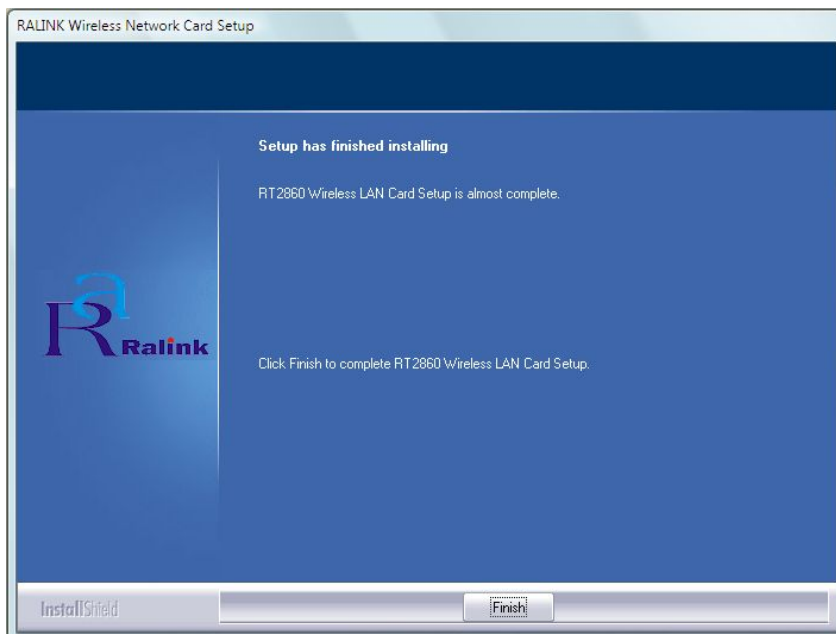 RALINK Wireless Network Card Setup
Setup has finished installing
RT2860 Wireless LAN Card Setup is almost complete.
Ra
Ralink
Click Finish to complete RT2860 Wireless LAN Card Setup.
InstallShield
Finish